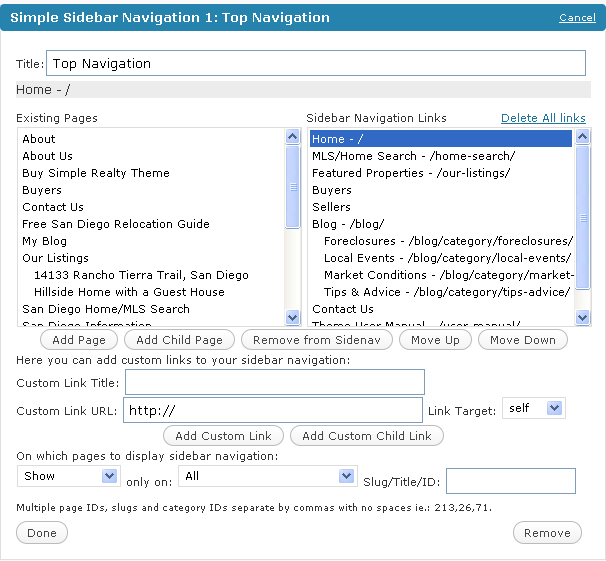 Simple Sidebar Navigation 1: Top Navigation Cancel
Title: Top Navigation
Home - /
Existing Pages
About
About Us
Buy Simple Realty Theme
Buyers
Contact Us
Free San Diego Relocation Guide
My Blog
Our Listings
14133 Rancho Tierra Trail, San Diego
Hillside Home with a Guest House
San Diego Home/MLS Search
San Diego Information
Sidebar Navigation Links Delete All links
Home - /
MLS/Home Search - /home-search/
Featured Properties - /our-listings/
Buyers
Sellers
Blog - /blog/
Foreclosures - /blog/category/foreclosures/
Local Events - /blog/category/local-events/
Market Conditions - /blog/category/market-
Tips & Advice - /blog/category/tips-advice/
Contact Us
Theme User Manual - /user-manual/
Add Page Add Child Page Remove from Sidenav Move Up Move Down
Here you can add custom links to your sidebar navigation:
Custom Link Title:
Custom Link URL: http:// Link Target: self
Add Custom Link Add Custom Child Link
On which pages to display sidebar navigation:
Show only on: All Slug/Title/ID:
Multiple page IDs, slugs and category IDs separate by commas with no spaces ie.: 213,26,71.
Done Remove